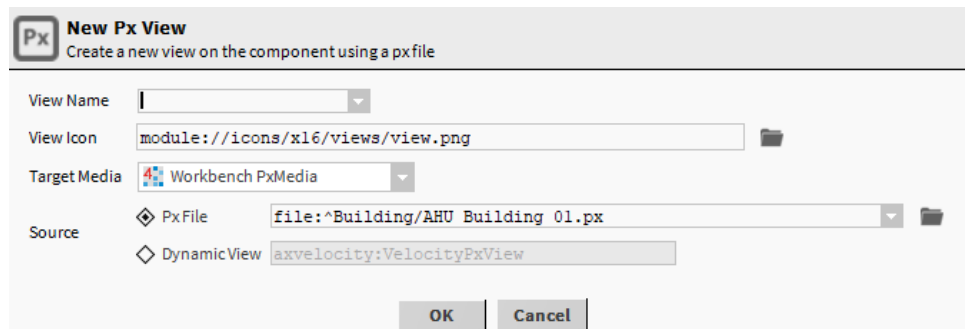 Px New Px View
Create a new view on the component using a px file
View Name
View Icon module://icons/x16/views/view.png
Target Media 4 Workbench PxMedia
Source
Px File file:^Building/AHU Building 01.px
Dynamic View axvelocity:VelocityPxView
OK Cancel